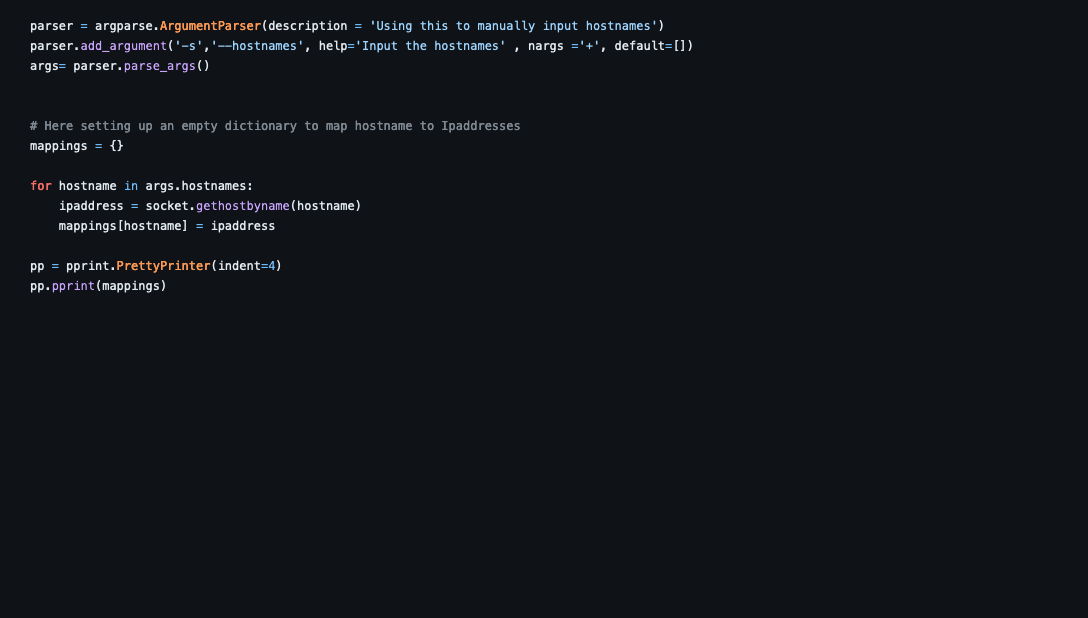 parser = argparse.ArgumentParser(description = 'Using this to manually input hostnames')
parser.add_argument('-s','--hostnames', help='Input the hostnames' , nargs ='+', default=[])
args= parser.parse_args()
# Here setting up an empty dictionary to map hostname to Ipaddresses
mappings = {}
for hostname in args.hostnames:
    ipaddress = socket.gethostbyname(hostname)
    mappings[hostname] = ipaddress
pp = pprint.PrettyPrinter(indent=4)
pp.pprint(mappings)